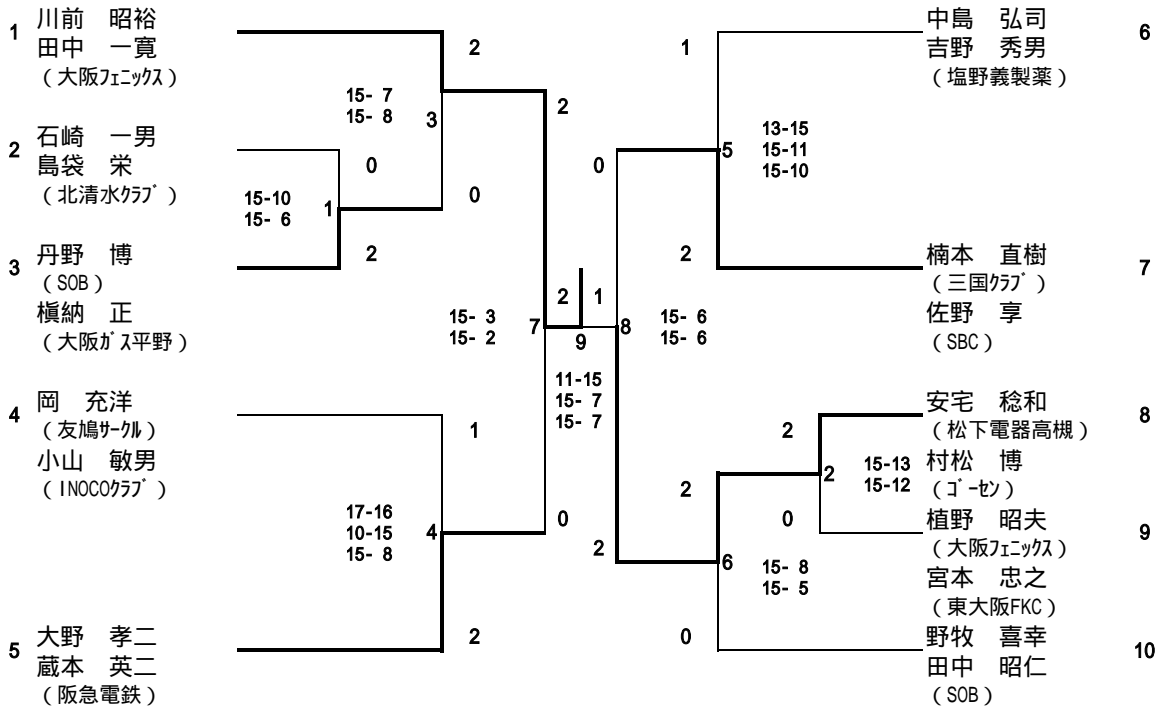 1
川前 昭裕
田中 一寛
(大阪フェニックス)
2
石崎 一男
島袋 栄
(北清水クラブ)
3
丹野 博
(SOB)
槇納 正
(大阪ガス平野)
4
岡 充洋
(友鳩サークル)
小山 敏男
(INOCOクラブ)
5
大野 孝二
蔵本 英二
(阪急電鉄)
2
15- 7
15- 8
3
0
15-10
15- 6
1
2
0
2
15- 3
15- 2
7
1
17-16
10-15
15- 8
4
0
2
2
1
9
11-15
15- 7
15- 7
1
13-15
15-11
15-10
5
0
2
8
15- 6
15- 6
2
15-13
15-12
2
0
2
2
6
15- 8
15- 5
0
中島 弘司
吉野 秀男
(塩野義製薬)
6
楠本 直樹
(三国クラブ)
佐野 享
(SBC)
7
安宅 稔和
(松下電器高槻)
村松 博
(ゴーセン)
8
植野 昭夫
(大阪フェニックス)
宮本 忠之
(東大阪FKC)
9
野牧 喜幸
田中 昭仁
(SOB)
10